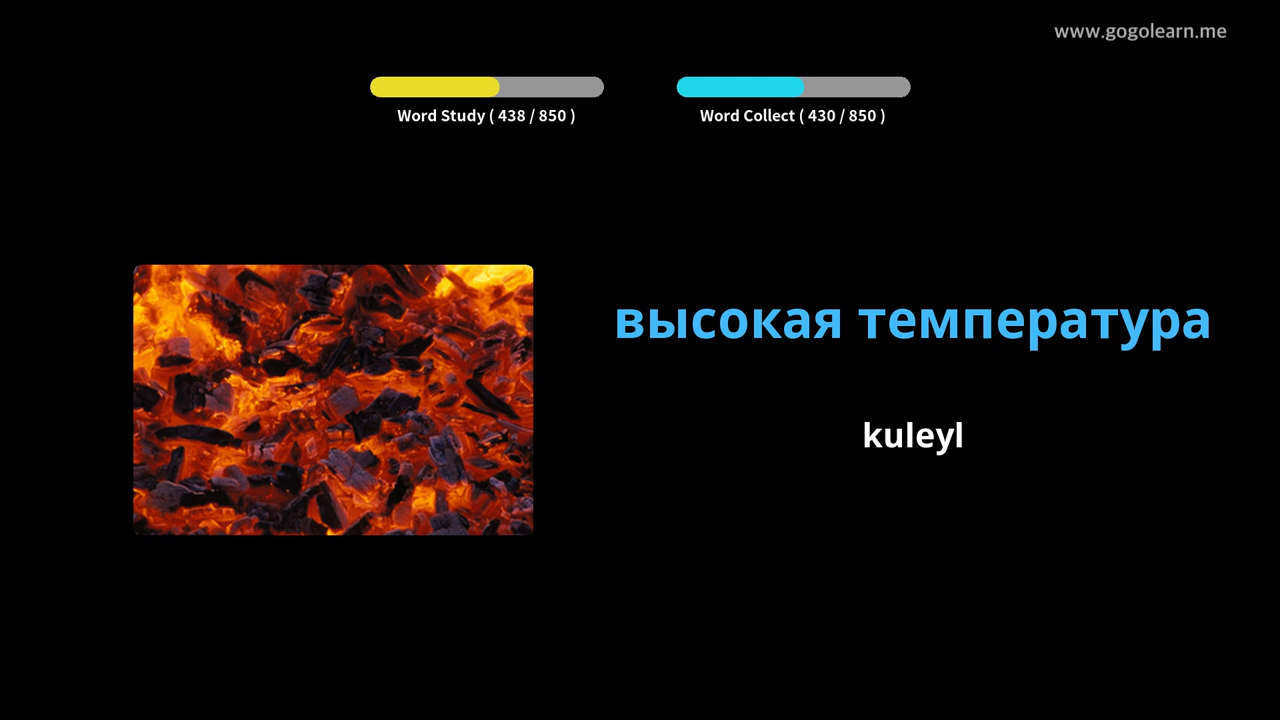 www.gogolearn.me
Word Study ( 438 / 850 )
Word Collect ( 430 / 850 )
высокая температура
kuleyl